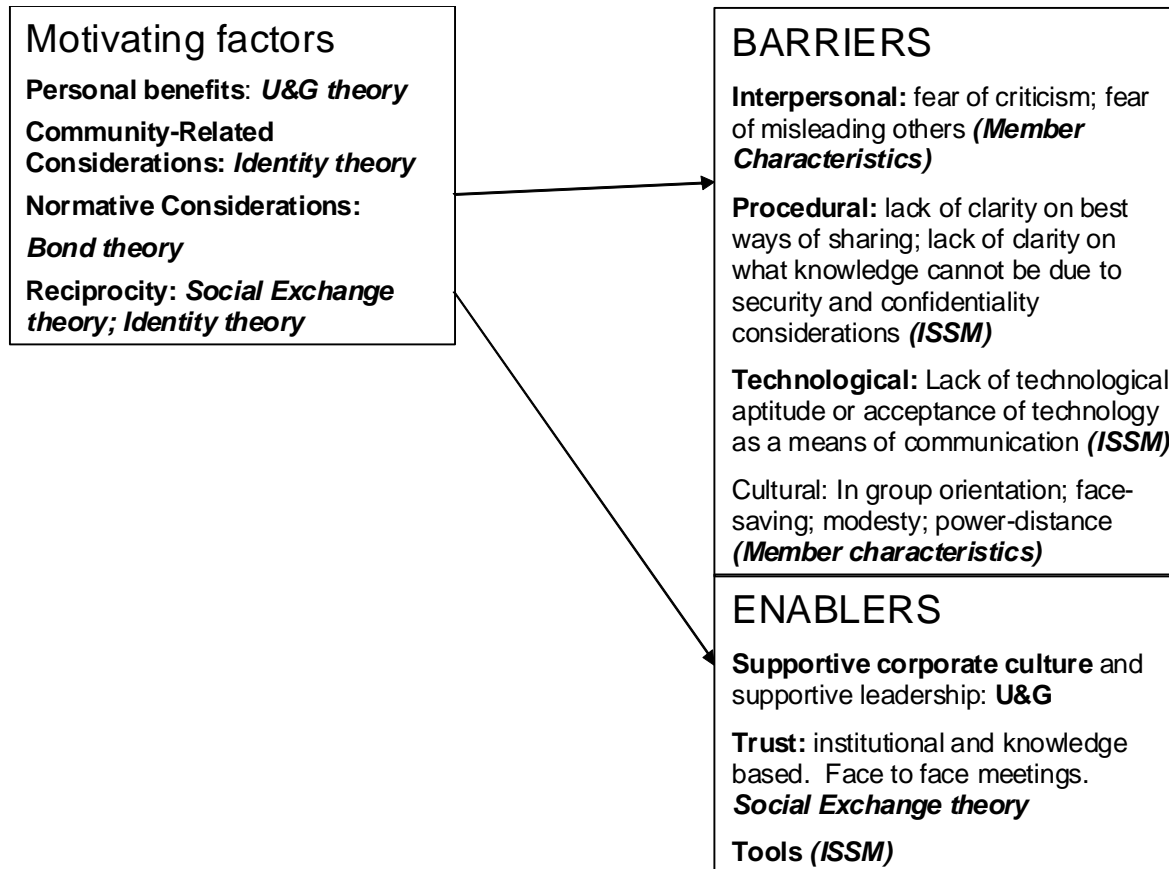 Motivating factors
Personal benefits: U&G theory
Community-Related
Considerations: Identity theory
Normative Considerations:
Bond theory
Reciprocity: Social Exchange
theory; Identity theory
BARRIERS
Interpersonal: fear of criticism; fear
of misleading others (Member
Characteristics)
Procedural: lack of clarity on best
ways of sharing; lack of clarity on
what knowledge cannot be due to
security and confidentiality
considerations (ISSM)
Technological: Lack of technological
aptitude or acceptance of technology
as a means of communication (ISSM)
Cultural: In group orientation; face-
saving; modesty; power-distance
(Member characteristics)
ENABLERS
Supportive corporate culture and
supportive leadership: U&G
Trust: institutional and knowledge
based. Face to face meetings.
Social Exchange theory
Tools (ISSM)